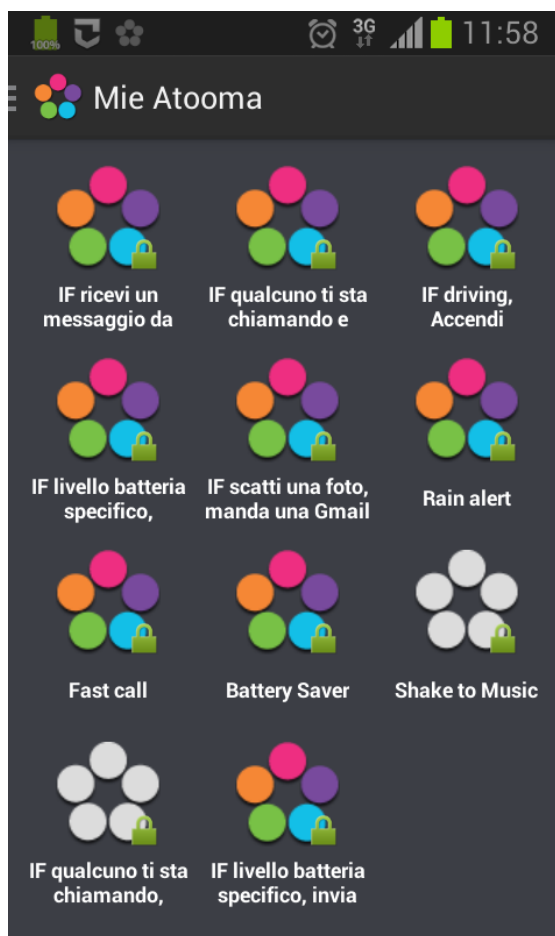 100%
3G
11:58
Mie Atooma
IF ricevi un
messaggio da
IF qualcuno ti sta
chiamando e
IF driving,
Accendi
IF livello batteria
specifico,
IF scatti una foto,
manda una Gmail
Rain alert
Fast call
Battery Saver
Shake to Music
IF qualcuno ti sta
chiamando,
IF livello batteria
specifico, invia